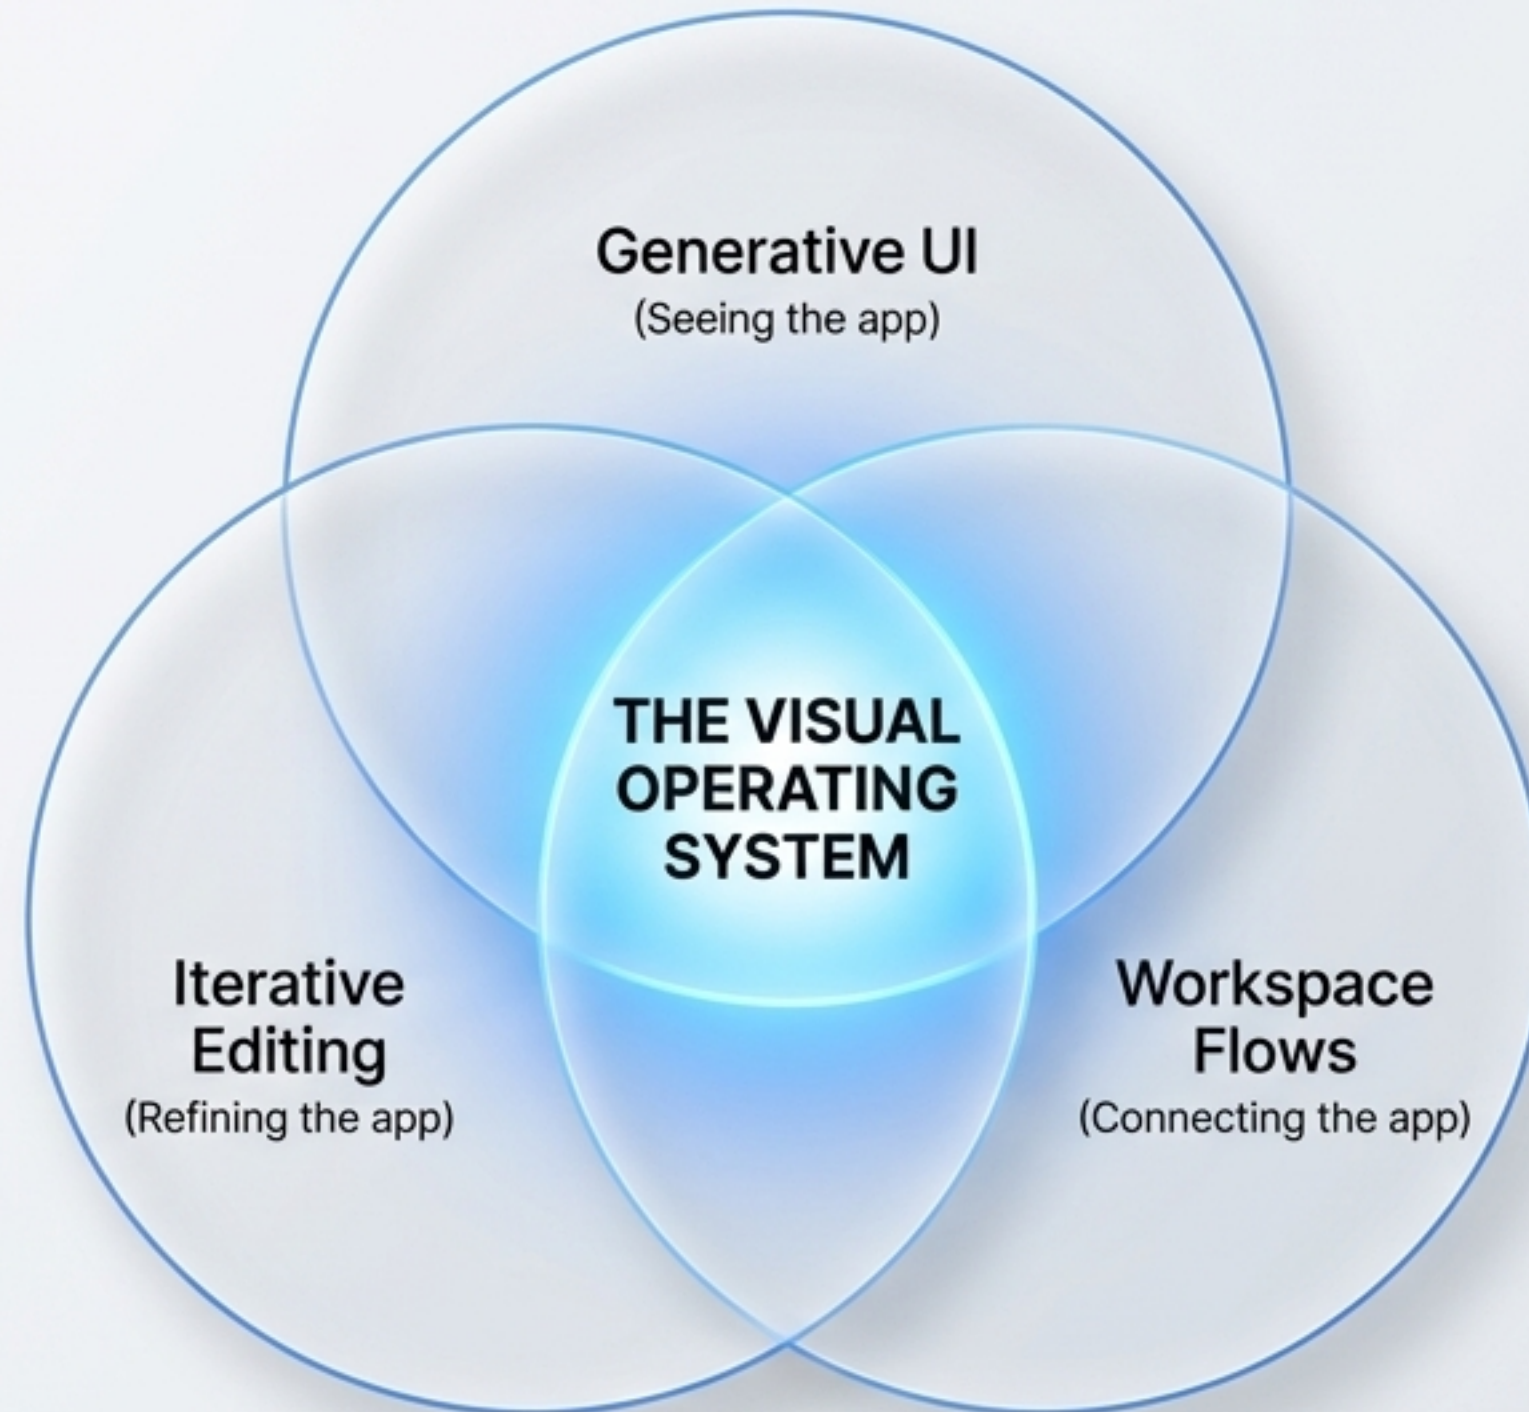 Generative UI
(Seeing the app)
THE VISUAL
OPERATING
SYSTEM
Iterative
Editing
(Refining the app)
Workspace
Flows
(Connecting the app)